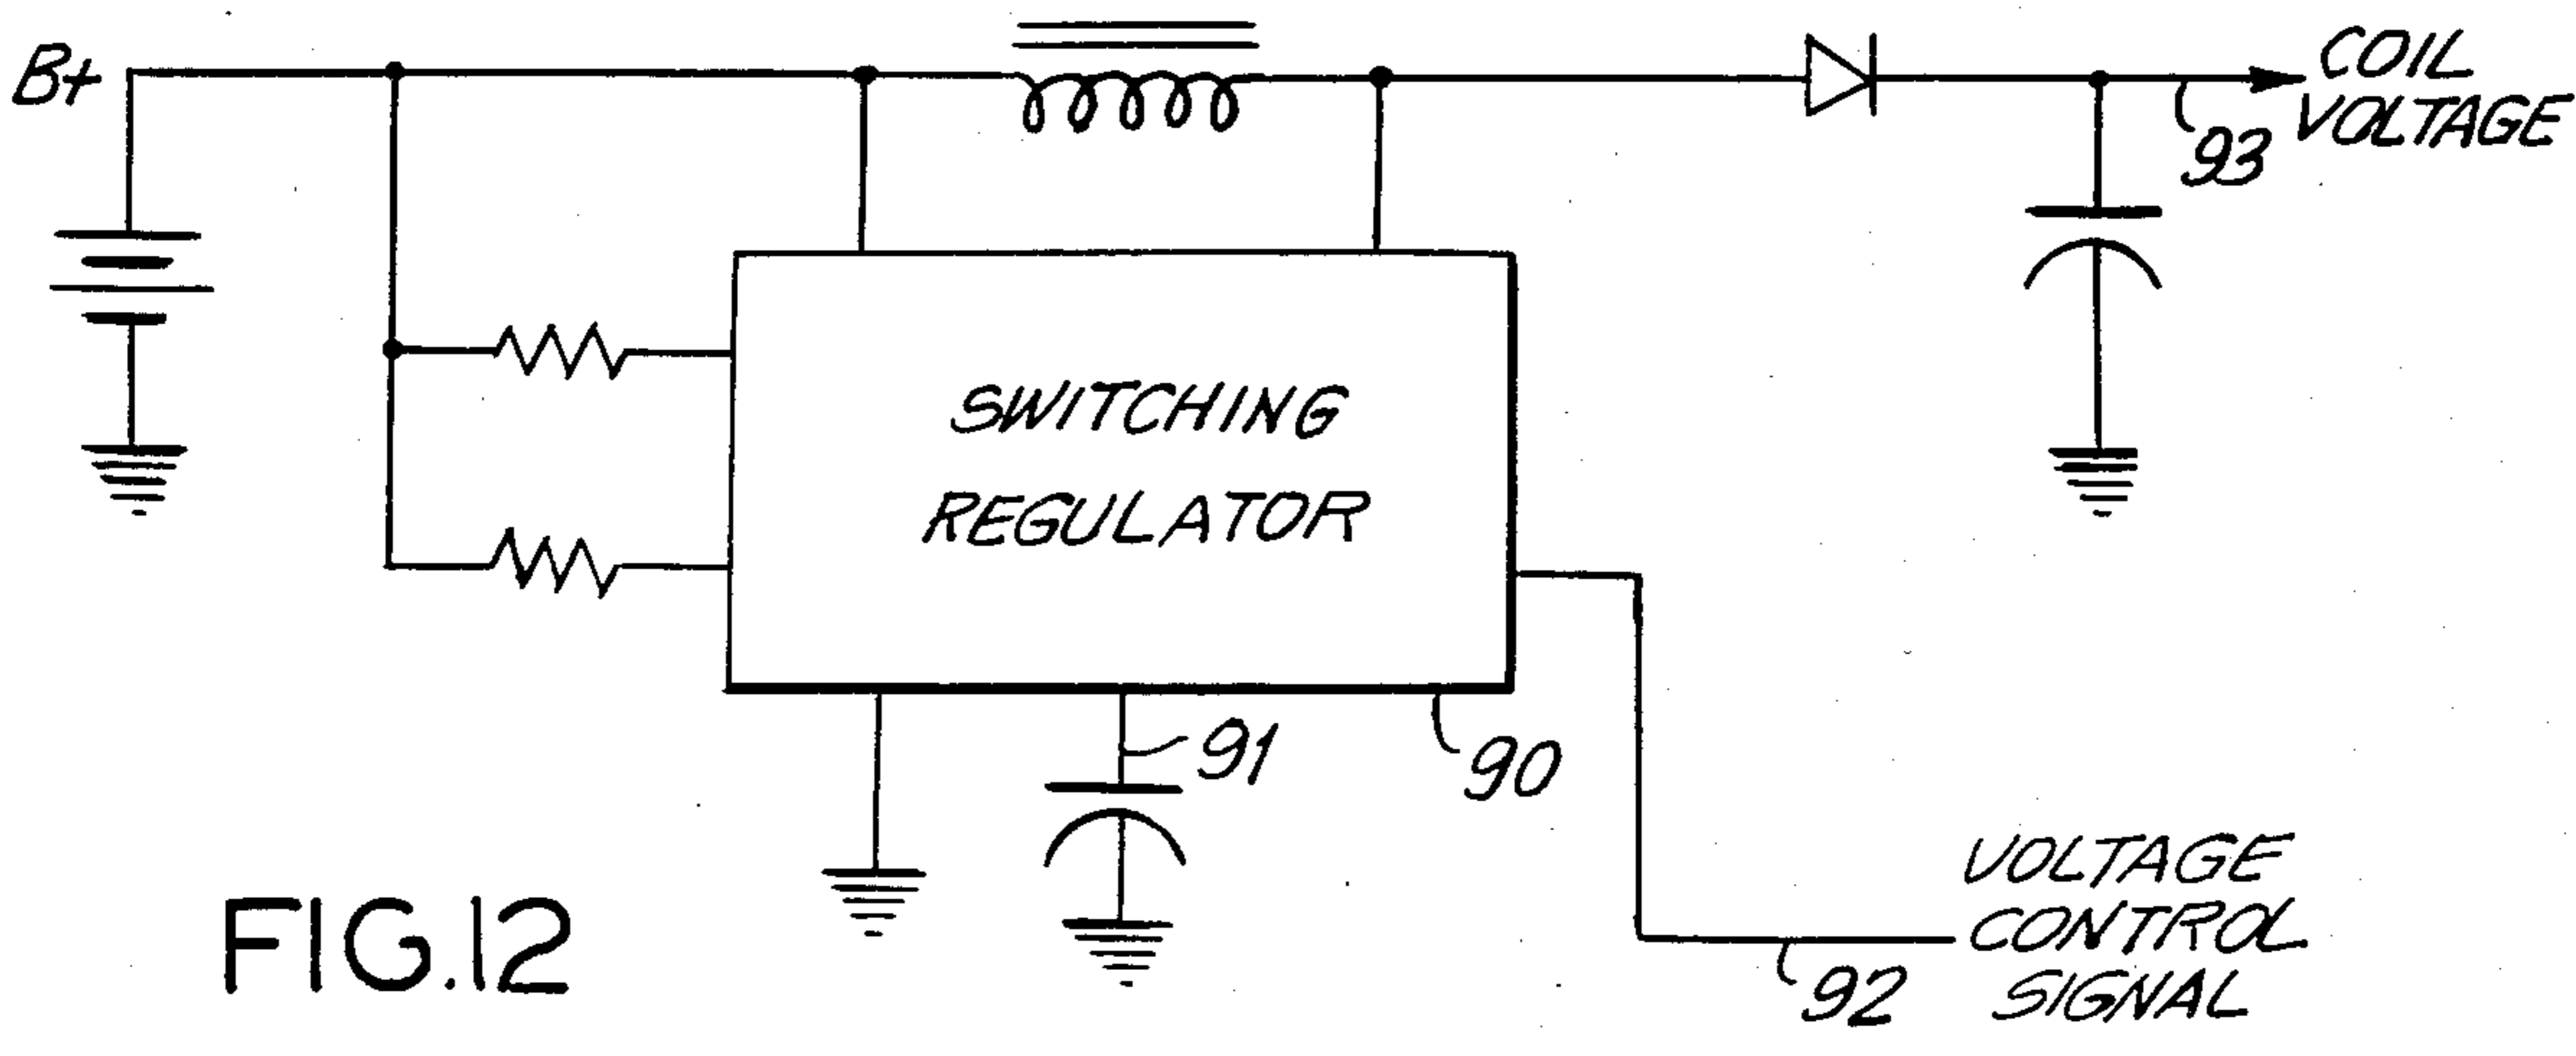 B+
COIL
VOLTAGE
93
SWITCHING
REGULATOR
91
90
VOLTAGE
CONTROL
SIGNAL
92
FIG.12